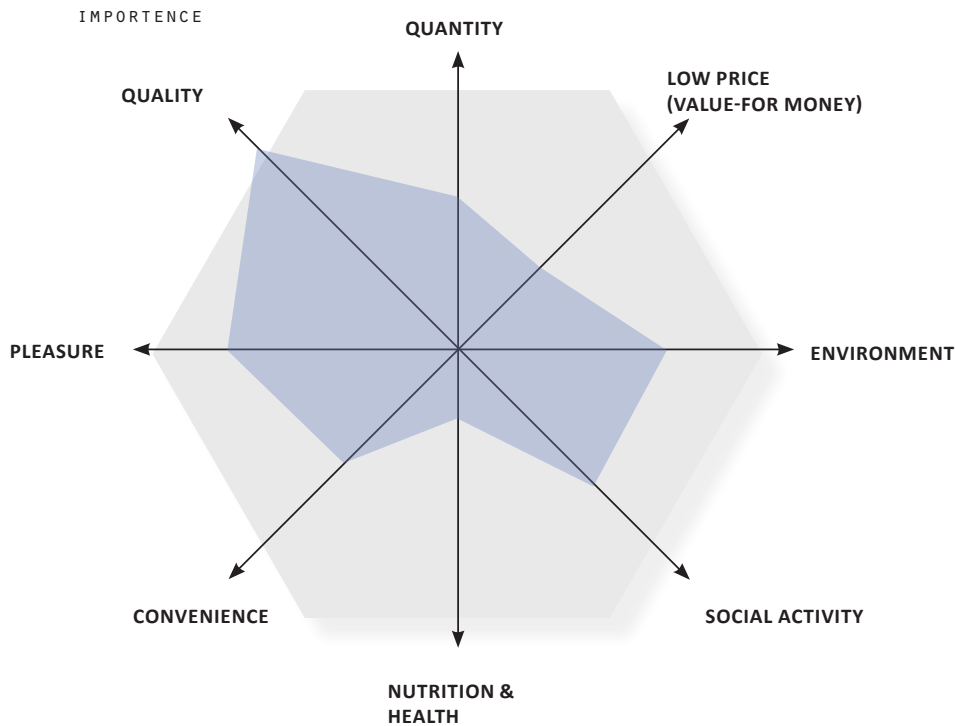 IMPORTENCE
QUANTITY
LOW PRICE
(VALUE-FOR MONEY)
QUALITY
PLEASURE
ENVIRONMENT
CONVENIENCE
SOCIAL ACTIVITY
NUTRITION &
HEALTH